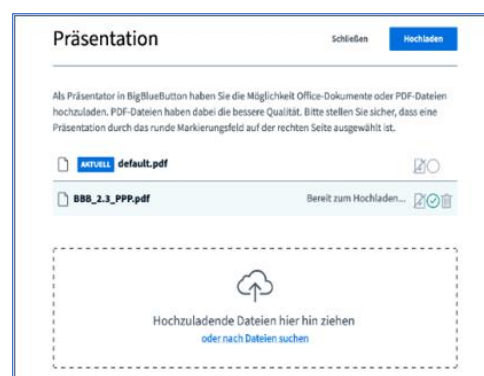 Präsentation
Schließen
Hochladen
Als Präsentator in BigBlueButton haben Sie die Möglichkeit Office-Dokumente oder PDF-Dateien
hochzuladen. PDF-Dateien haben dabei die bessere Qualität. Bitte stellen Sie sicher, dass eine
Präsentation durch das runde Markierungsfeld auf der rechten Seite ausgewählt ist.
AKTUELL default.pdf
BBB_2.3_PPP.pdf Bereit zum Hochladen...
Hochzuladende Dateien hier hin ziehen
oder nach Dateien suchen